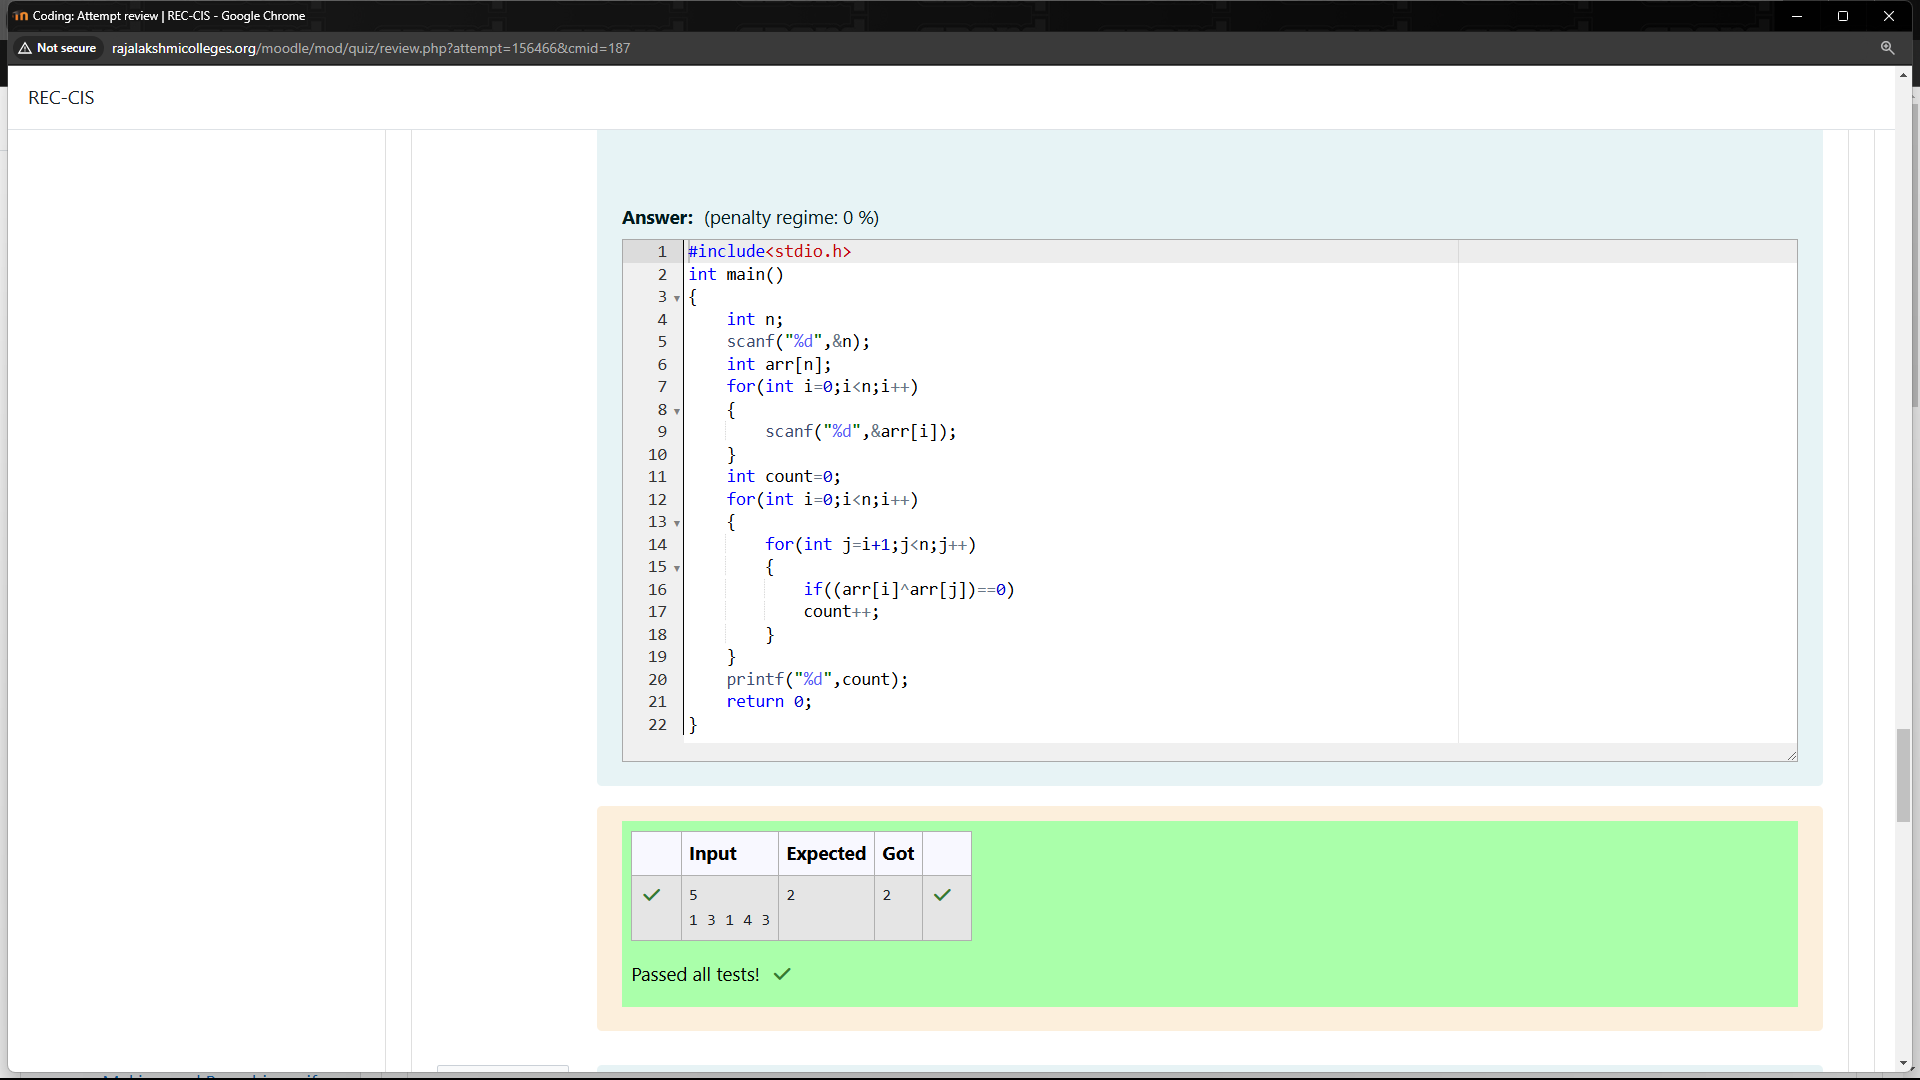 Coding: Attempt review | REC-CIS - Google Chrome
Not secure rajalakshmicolleges.org/moodle/mod/quiz/review.php?attempt=156466&cmid=187
REC-CIS
Answer: (penalty regime: 0 %)
1 #include<stdio.h>
2 int main()
3 {
4     int n;
5     scanf("%d",&n);
6     int arr[n];
7     for(int i=0;i<n;i++)
8     {
9         scanf("%d",&arr[i]);
10     }
11     int count=0;
12     for(int i=0;i<n;i++)
13     {
14         for(int j=i+1;j<n;j++)
15         {
16             if((arr[i]^arr[j])==0)
17             count++;
18         }
19     }
20     printf("%d",count);
21     return 0;
22 }
Input Expected Got
5 2 2
1 3 1 4 3
Passed all tests!